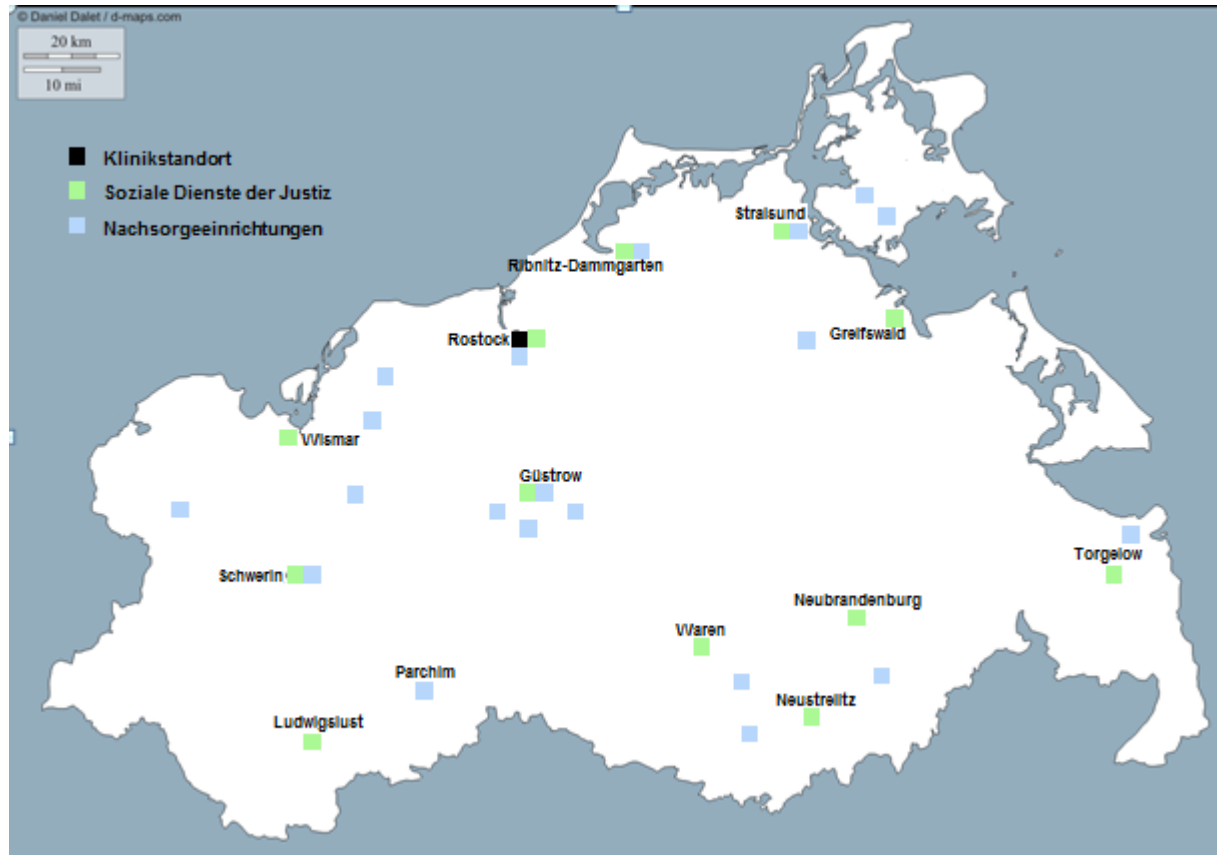 © Daniel Dalet / d-maps.com
20 km
10 mi
Klinikstandort
Soziale Dienste der Justiz
Nachsorgeeinrichtungen
Stralsund
Ribnitz-Dammgarten
Greifswald
Rostock
Wismar
Güstrow
Torgelow
Schwerin
Neubrandenburg
Waren
Parchim
Neustrelitz
Ludwigslust